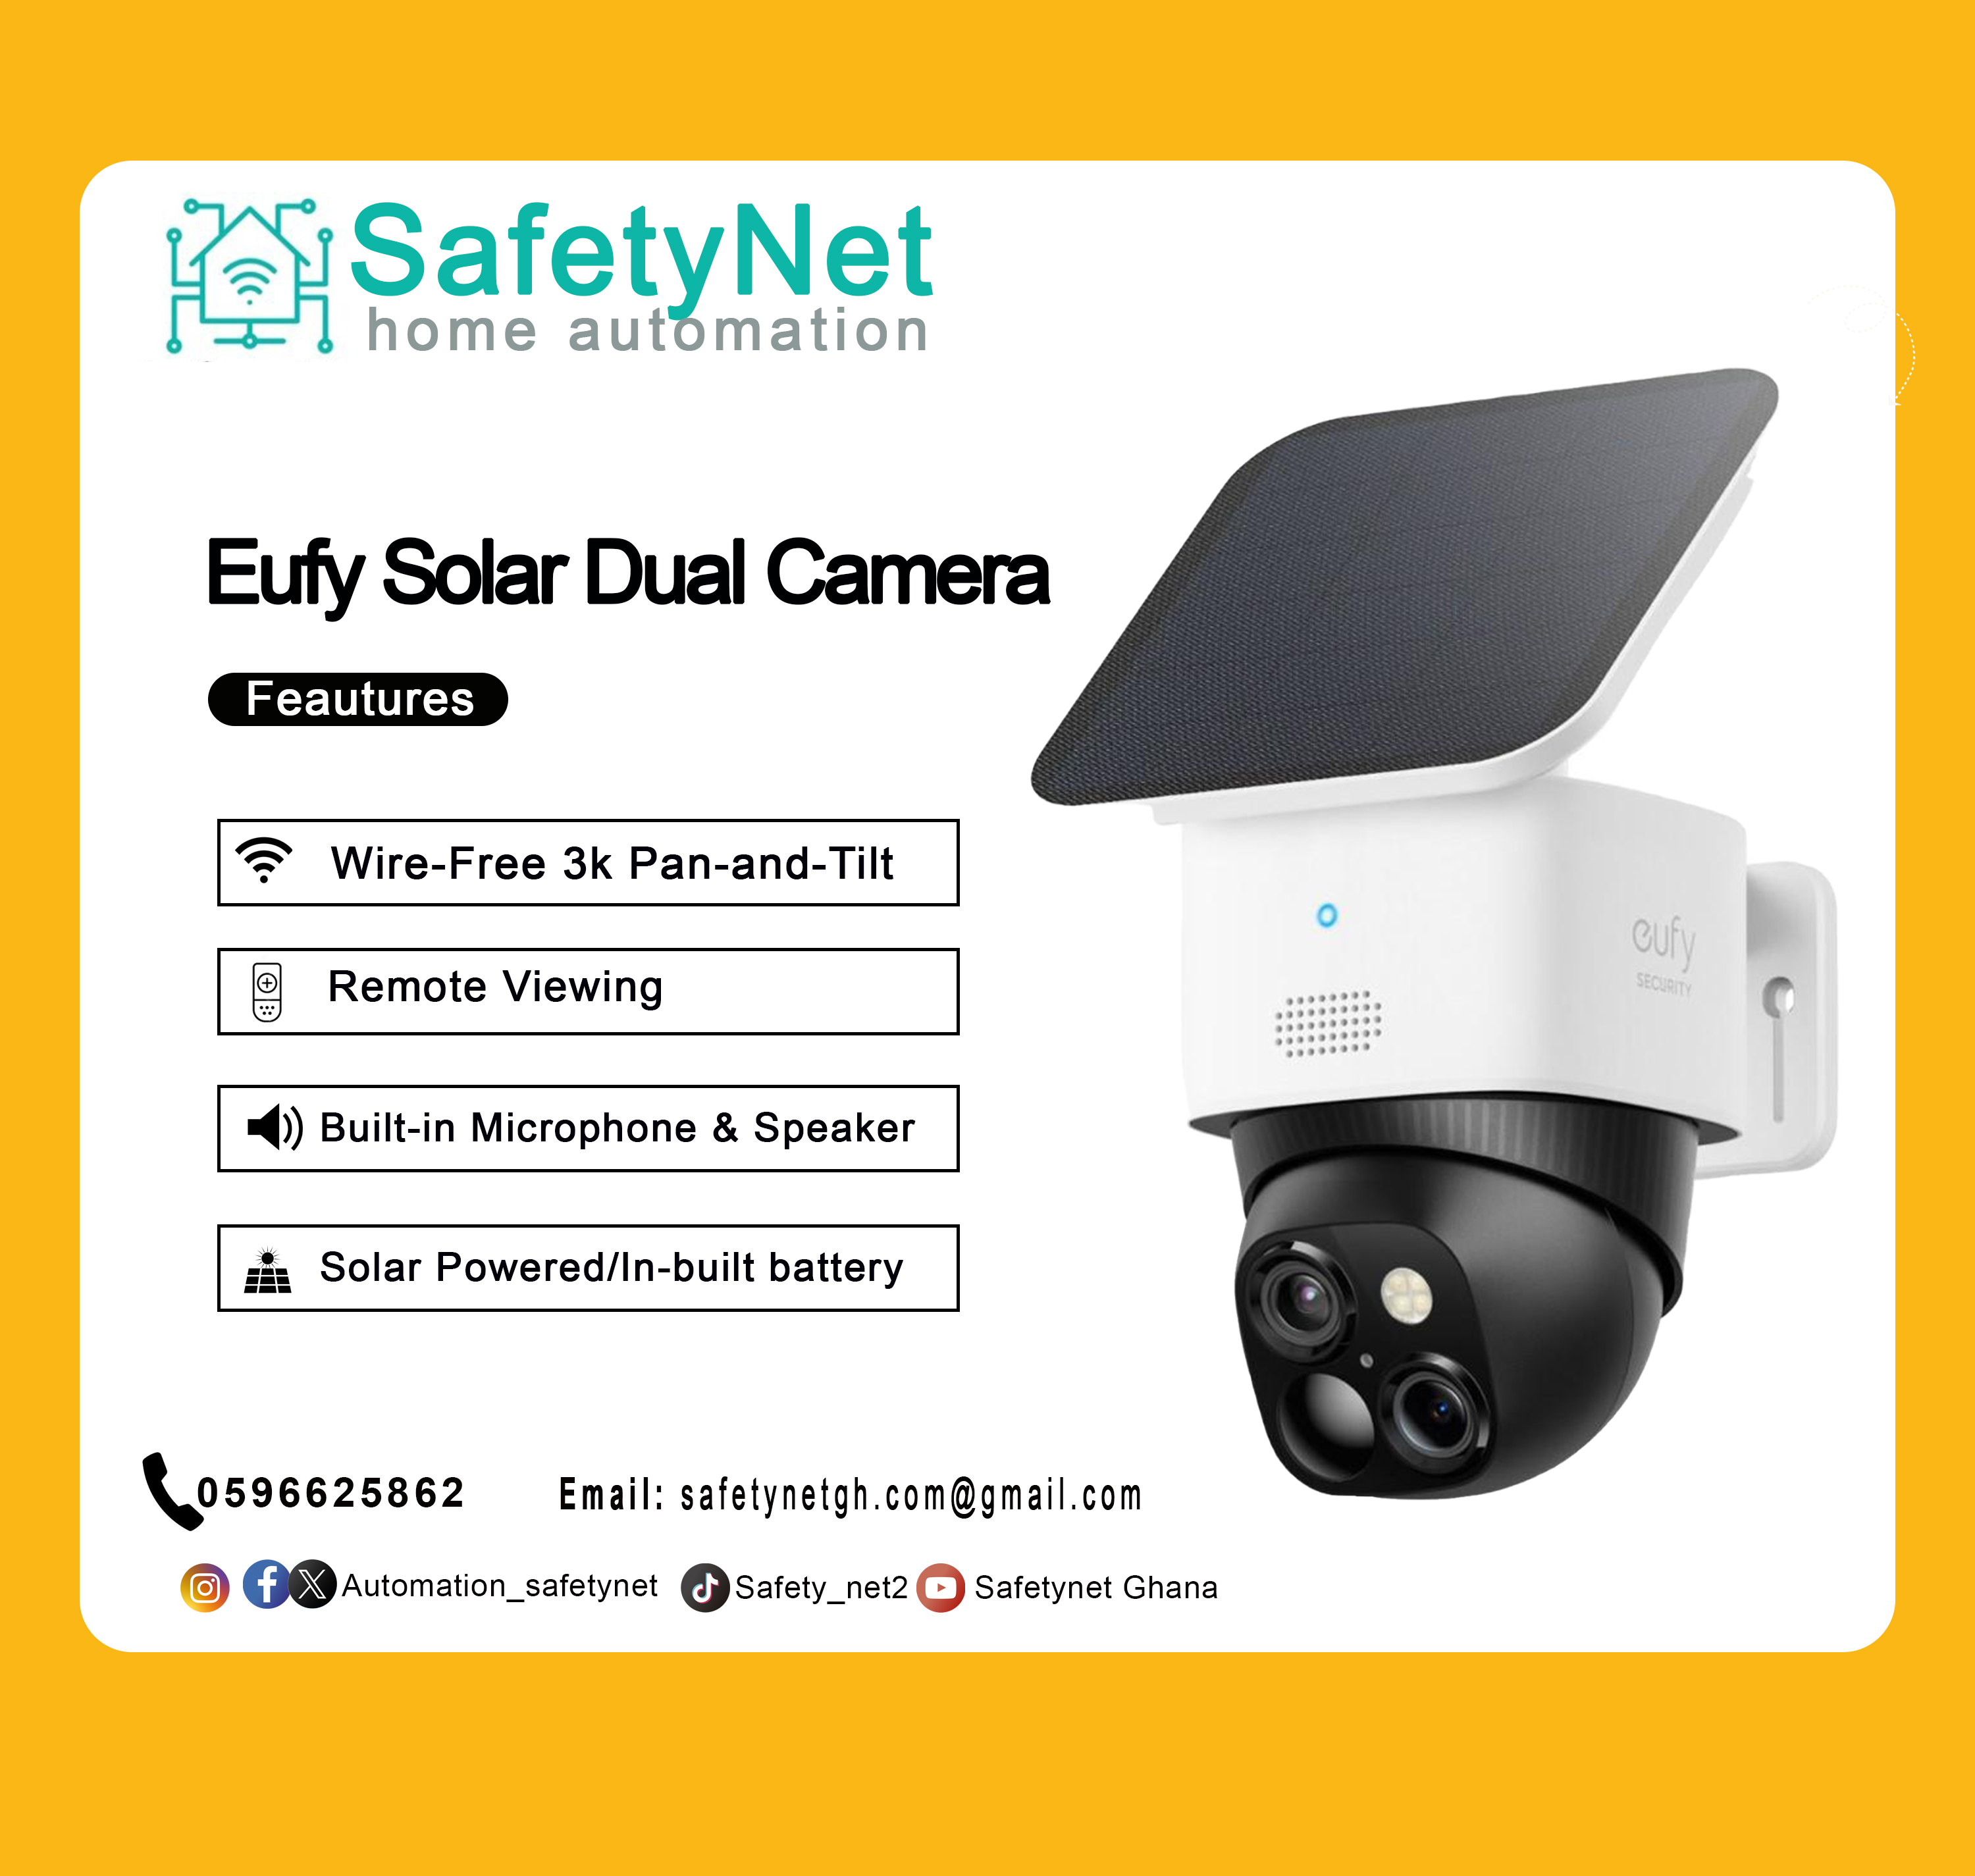 SafetyNet
home automation
Eufy Solar Dual Camera
Feautures
Wire-Free 3k Pan-and-Tilt
Remote Viewing
Built-in Microphone & Speaker
Solar Powered/In-built battery
eufy
SECURITY
0596625862 Email: safetynetgh.com@gmail.com
Automation_safetynet Safety_net2 Safetynet Ghana